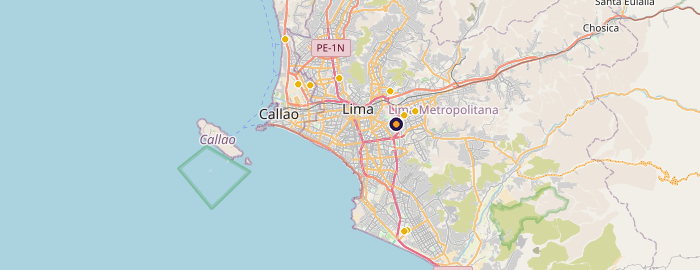 Santa Eulalia
Chosica
PE-1N
Callao
Lima
Lima Metropolitana
Callao